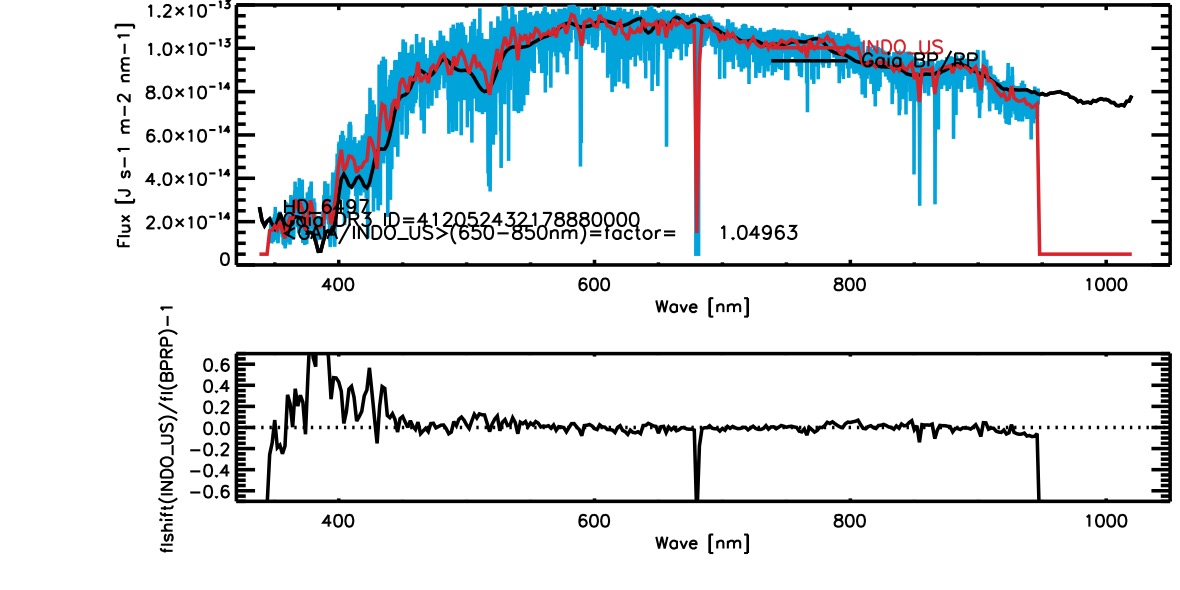 1.2×10⁻¹³
1.0×10⁻¹³
8.0×10⁻¹⁴
6.0×10⁻¹⁴
4.0×10⁻¹⁴
2.0×10⁻¹⁴
0
Flux [J s−1 m−2 nm−1]
INDO_US
Gaia BP/RP
HD_6497
Gaia DR3 ID=412052432178880000
<GAIA/INDO_US>(650−850nm)=factor= 1.04963
400 600 800 1000
Wave [nm]
0.6
0.4
0.2
0.0
−0.2
−0.4
−0.6
flshift(INDO_US)/fl(BPRP)−1
400 600 800 1000
Wave [nm]